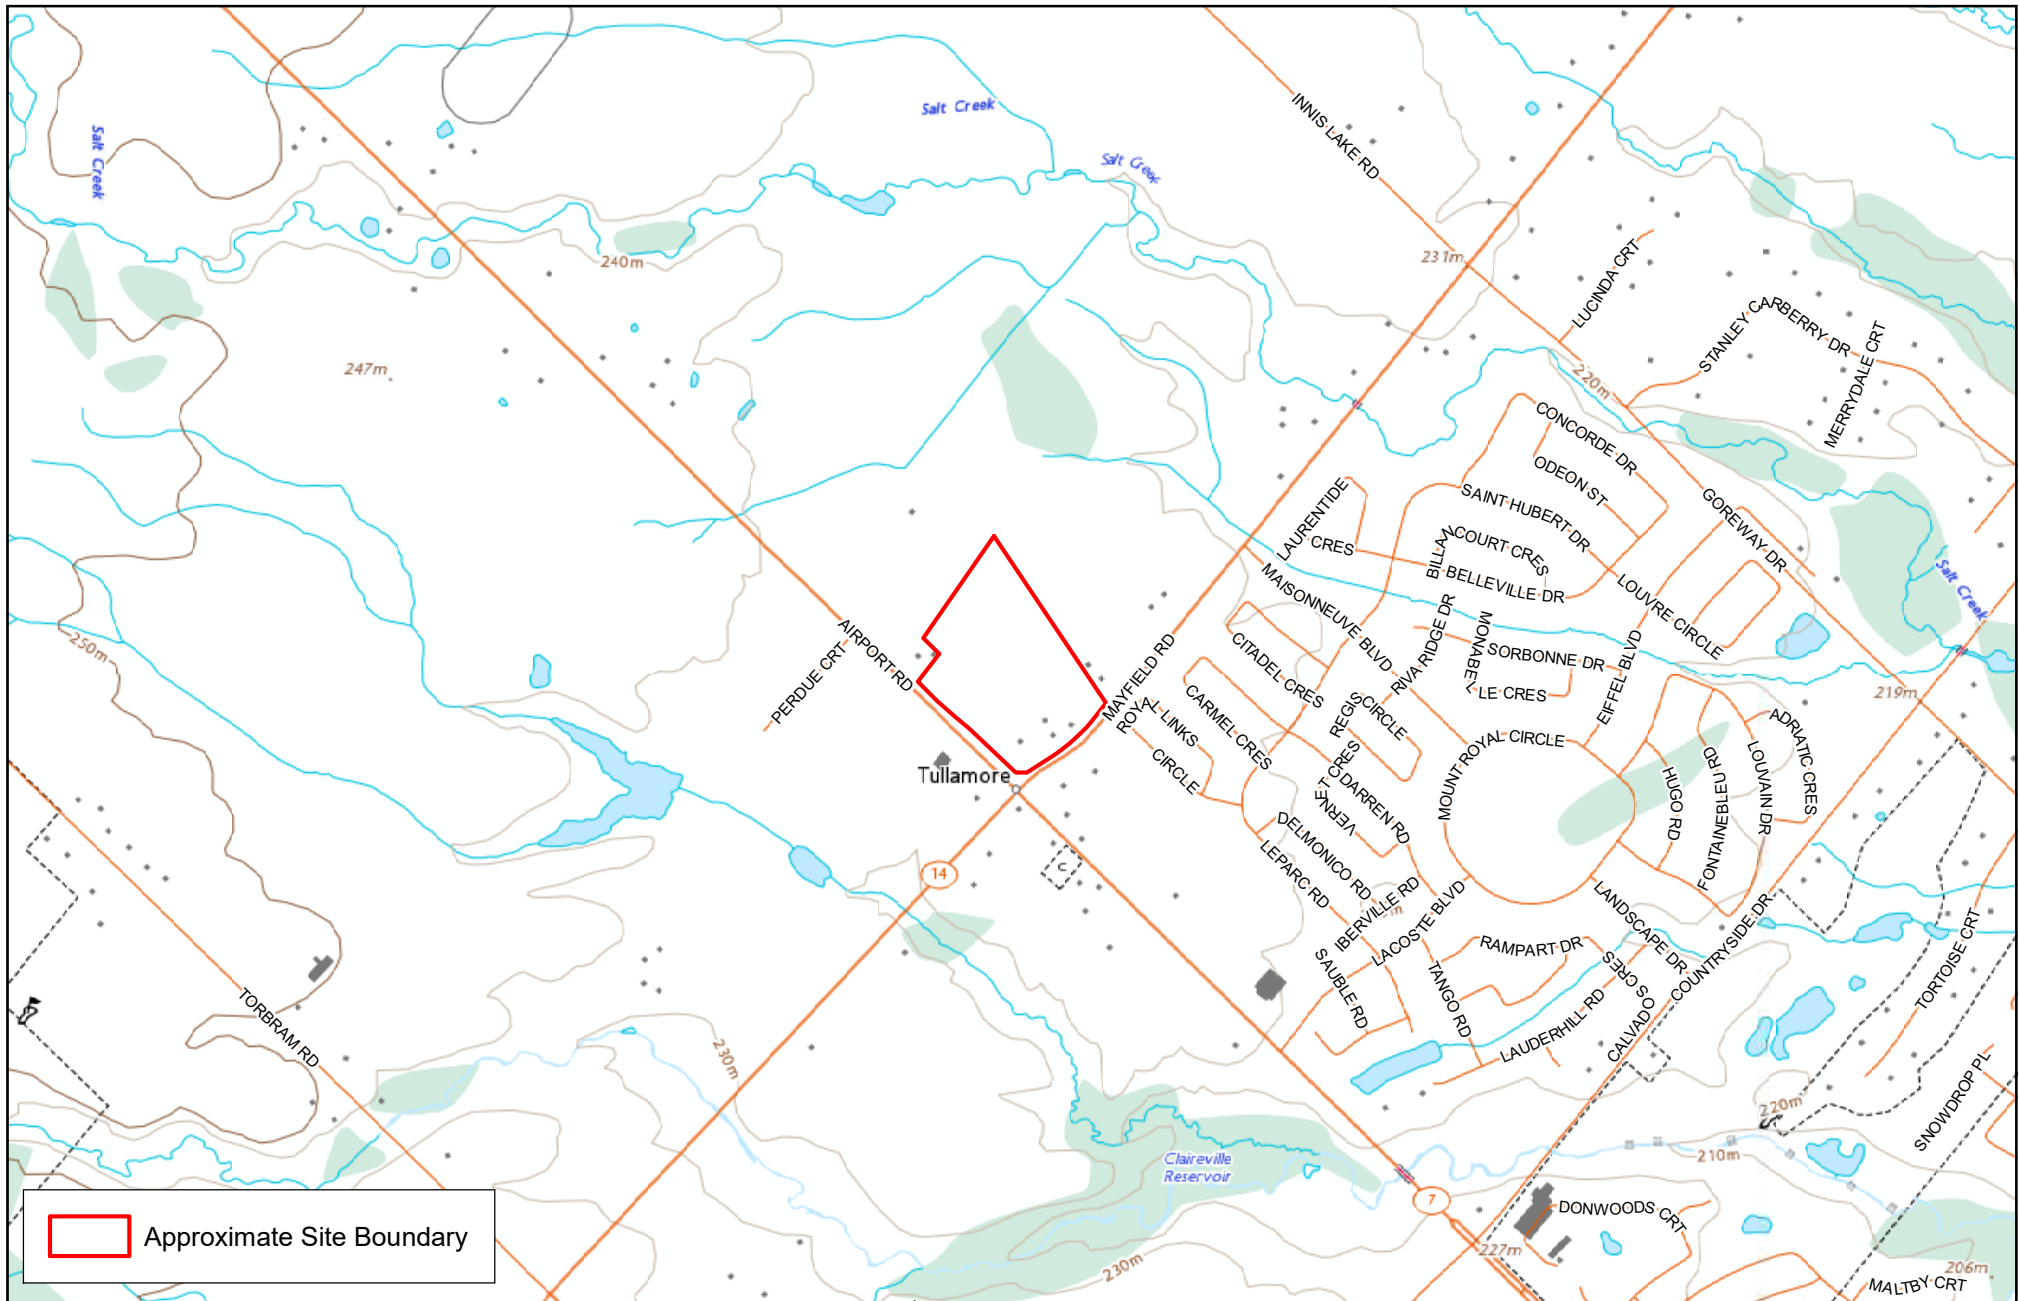 Salt Creek
Salt Creek
Salt Creek
INNIS LAKE RD
240m
231m
LUCINDA CRT
STANLEY CARBERRY DR
MERRYDALE CRT
247m
220m
CONCORDE DR
ODEON ST
SAINT HUBERT DR
GOREWAY DR
LAURENTIDE
CRES
BILLAN
COURT CRES
BELLEVILLE DR
LOUVRE CIRCLE
Salt Creek
MAISONNEUVE BLVD
RIVA RIDGE DR
MONABEL
LE CRES
SORBONNE DR
EIFFEL BLVD
250m
AIRPORT RD
PERDUE CRT
MAYFIELD RD
ROYAL LINKS
CIRCLE
CITADEL CRES
CARMEL CRES
REGIS
CIRCLE
219m
MOUNT ROYAL CIRCLE
ADRIATIC CRES
LOUVAIN DR
FONTAINEBLEU RD
HUGO RD
Tullamore
VERNET CRES
ODARREN RD
DELMONICO RD
LEPARC RD
14
C
IBERVILLE RD
LACOSTE BLVD
LANDSCAPE DR
COUNTRYSIDE DR
RAMPART DR
SAUBLE RD
TANGO RD
CALVADOS CRES
LAUDERHILL RD
TORTOISE CRT
TORBRAM RD
230m
SNOWDROP PL
220m
210m
Claireville
Reservoir
7
DONWOODS CRT
227m
230m
206m
MALTBY CRT
Approximate Site Boundary